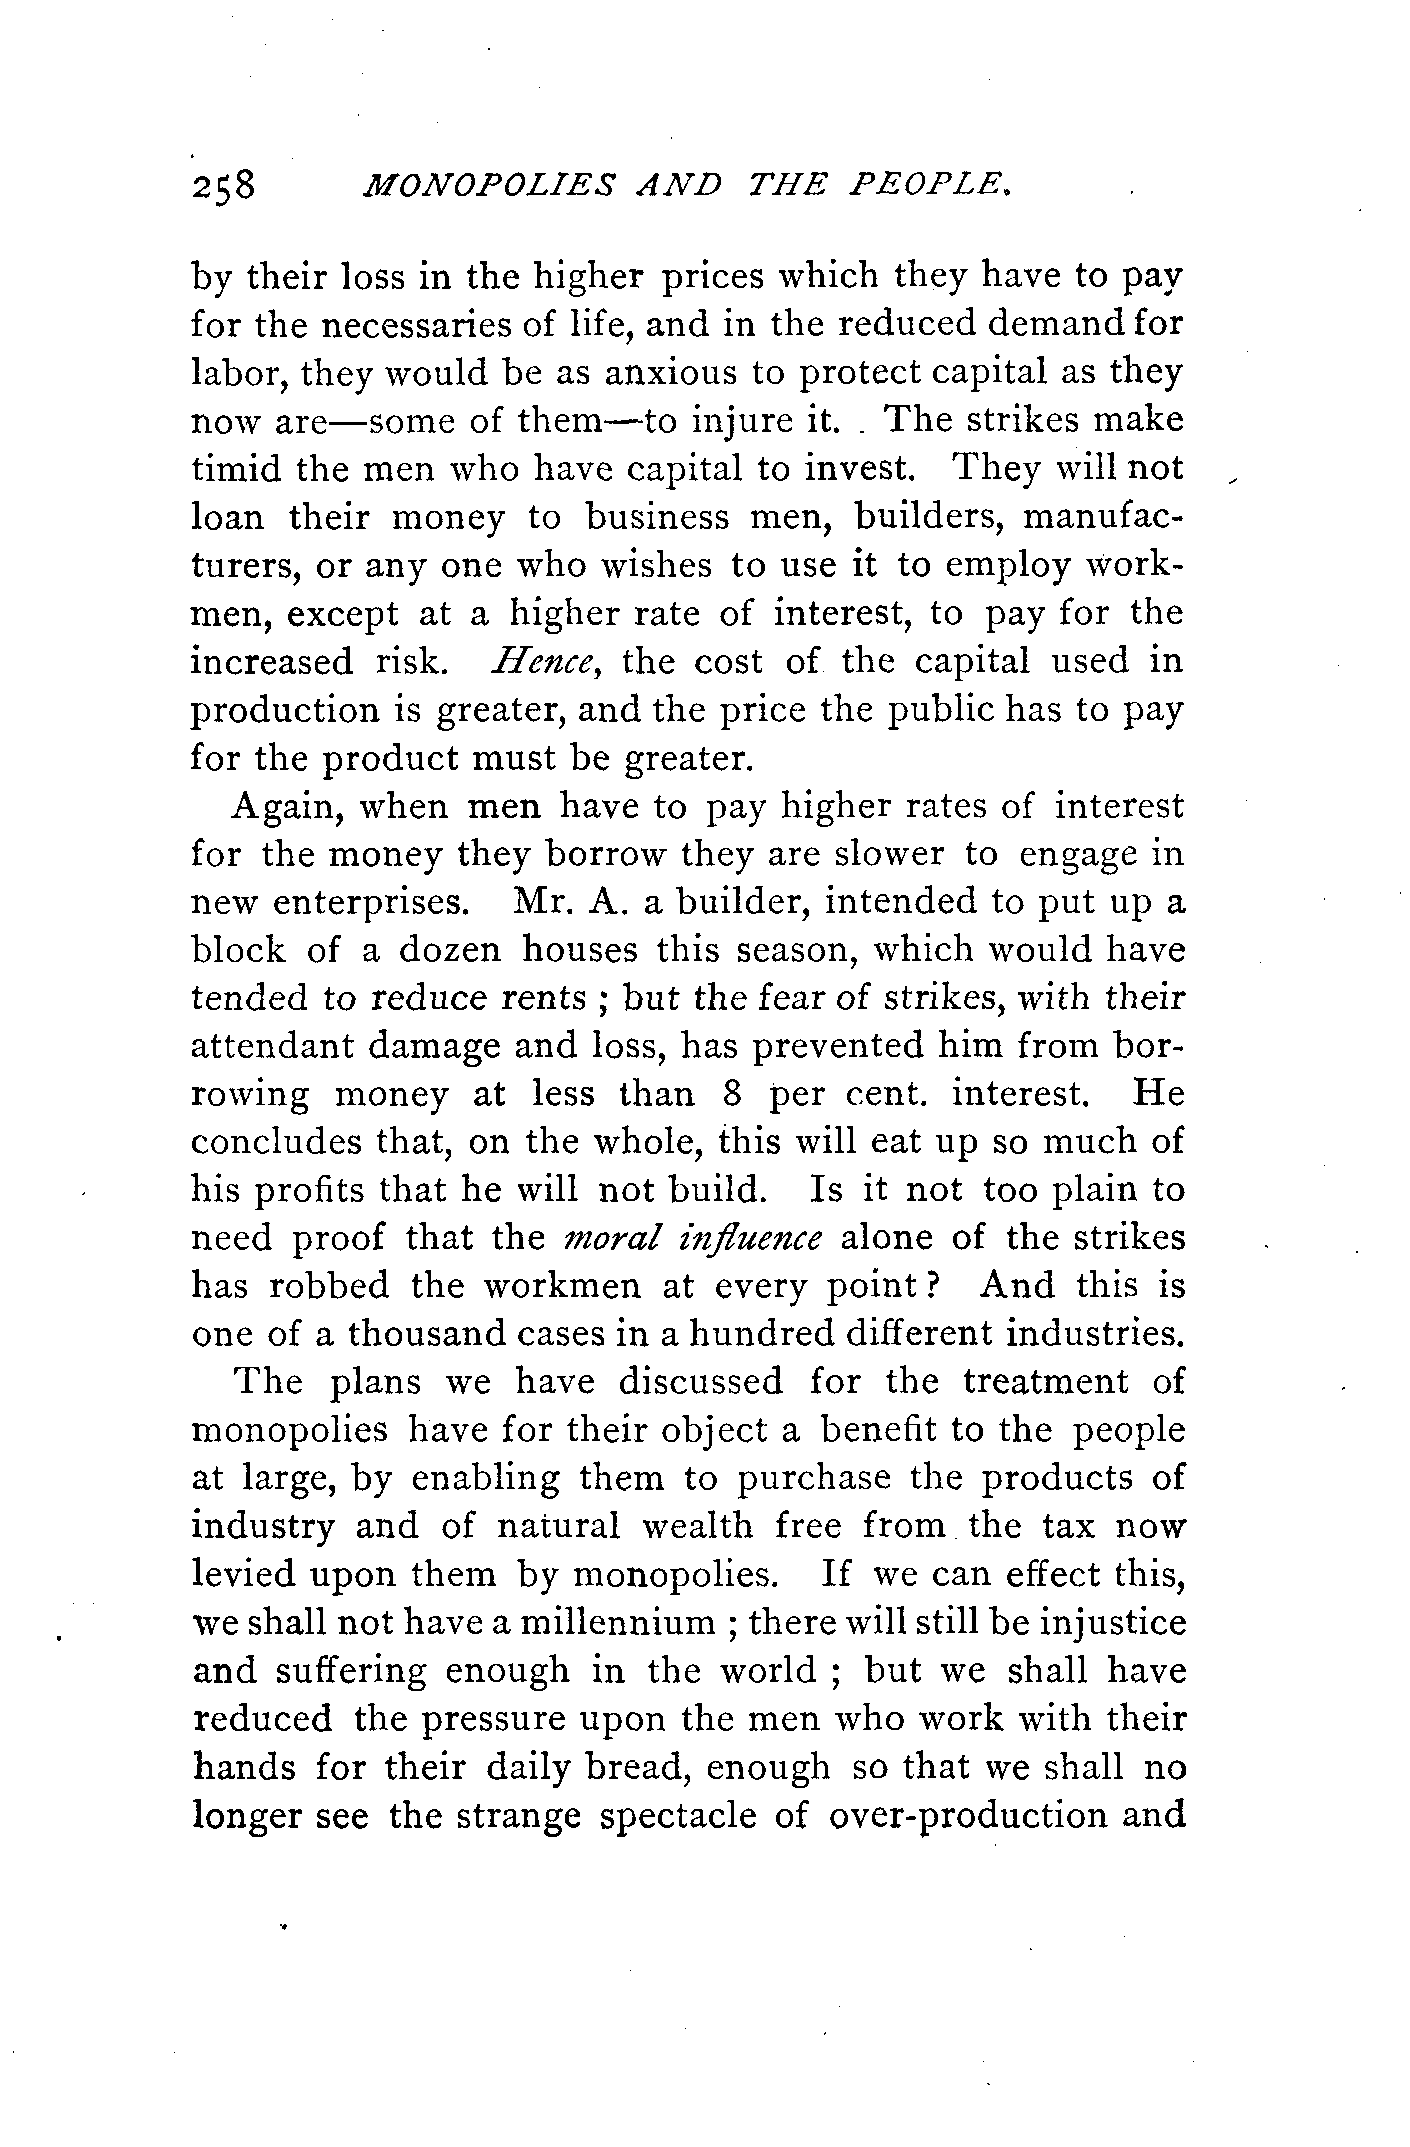 258 MONOPOLIES AND THE PEOPLE.
by their loss in the higher prices which they have to pay
for the necessaries of life, and in the reduced demand for
labor, they would be as anxious to protect capital as they
now are—some of them—to injure it. The strikes make
timid the men who have capital to invest. They will not
loan their money to business men, builders, manufac-
turers, or any one who wishes to use it to employ work-
men, except at a higher rate of interest, to pay for the
increased risk. Hence, the cost of the capital used in
production is greater, and the price the public has to pay
for the product must be greater.
Again, when men have to pay higher rates of interest
for the money they borrow they are slower to engage in
new enterprises. Mr. A. a builder, intended to put up a
block of a dozen houses this season, which would have
tended to reduce rents ; but the fear of strikes, with their
attendant damage and loss, has prevented him from bor-
rowing money at less than 8 per cent. interest. He
concludes that, on the whole, this will eat up so much of
his profits that he will not build. Is it not too plain to
need proof that the moral influence alone of the strikes
has robbed the workmen at every point ? And this is
one of a thousand cases in a hundred different industries.
The plans we have discussed for the treatment of
monopolies have for their object a benefit to the people
at large, by enabling them to purchase the products of
industry and of natural wealth free from the tax now
levied upon them by monopolies. If we can effect this,
we shall not have a millennium ; there will still be injustice
and suffering enough in the world ; but we shall have
reduced the pressure upon the men who work with their
hands for their daily bread, enough so that we shall no
longer see the strange spectacle of over-production and